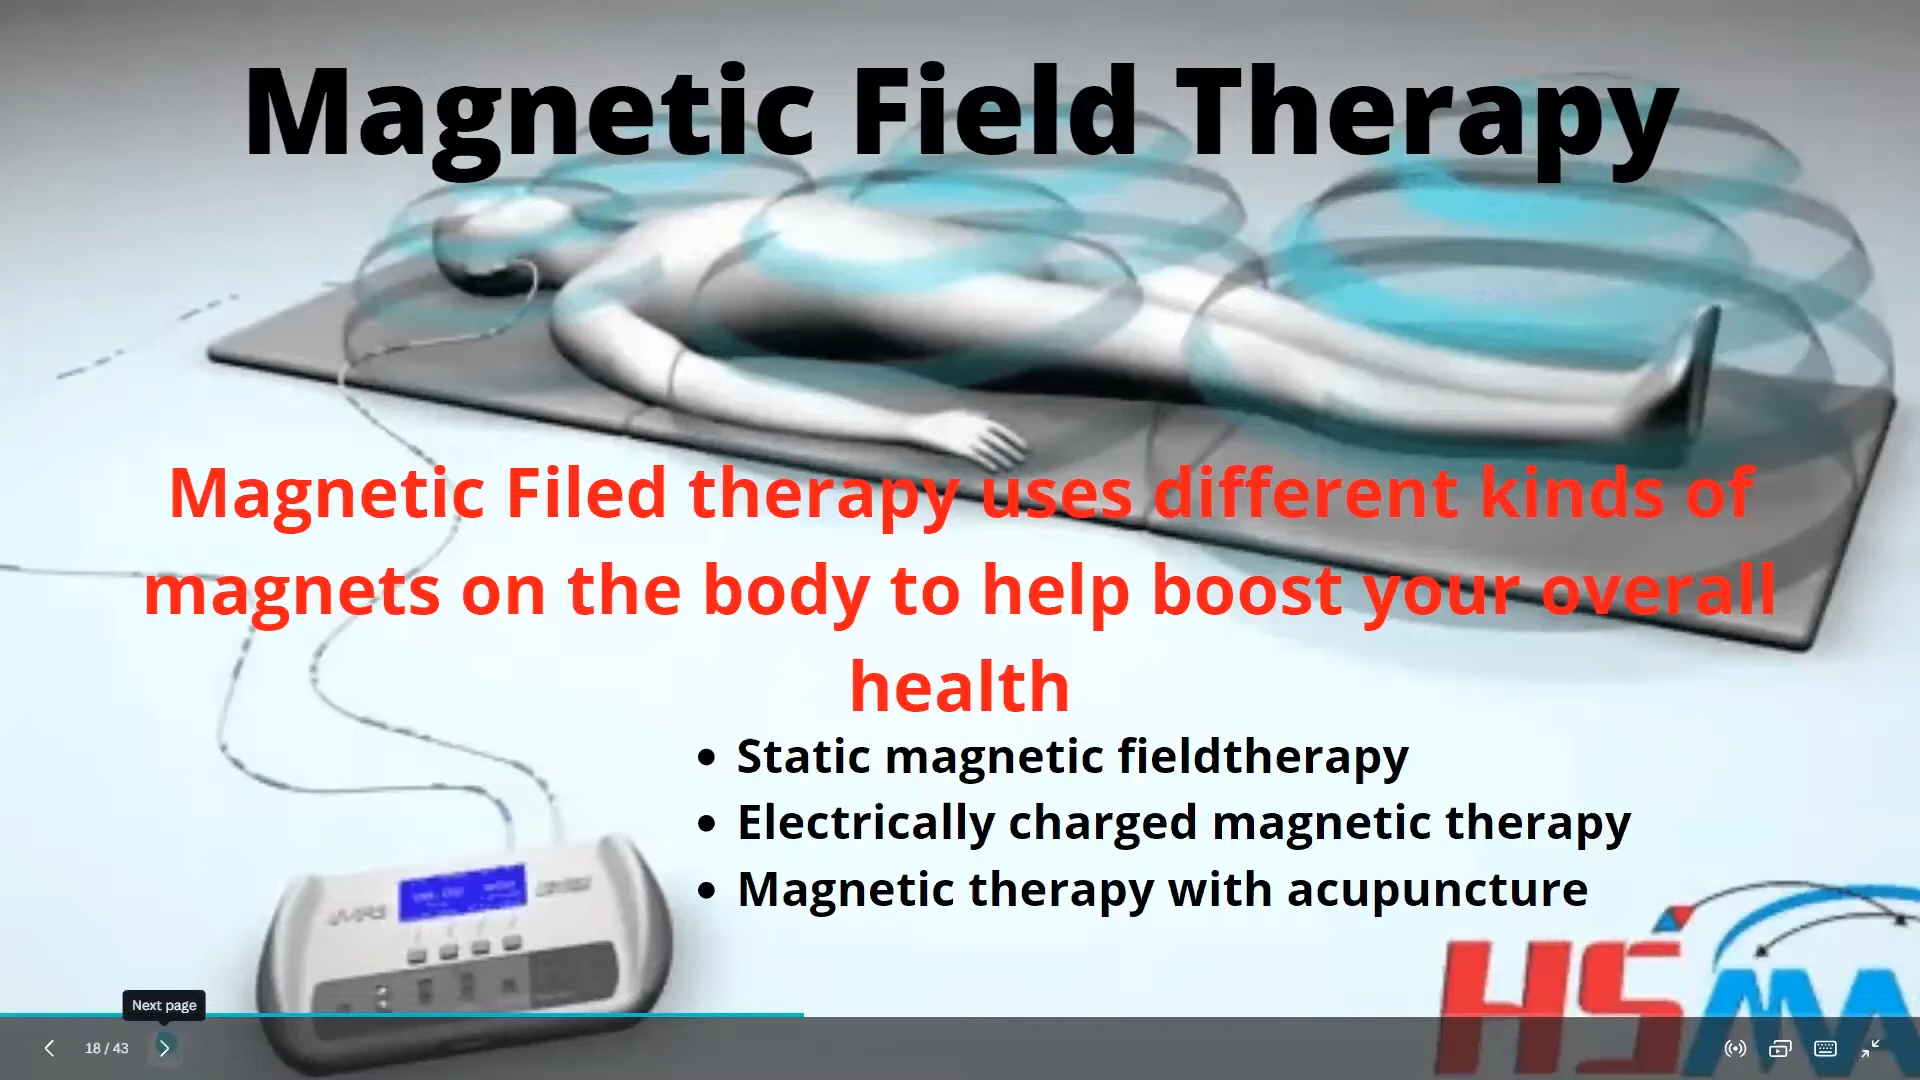 Magnetic Field Therapy
Magnetic Filed therapy uses different kinds of
magnets on the body to help boost your overall
health
• Static magnetic fieldtherapy
• Electrically charged magnetic therapy
• Magnetic therapy with acupuncture
HSMM
Next page
18 / 43